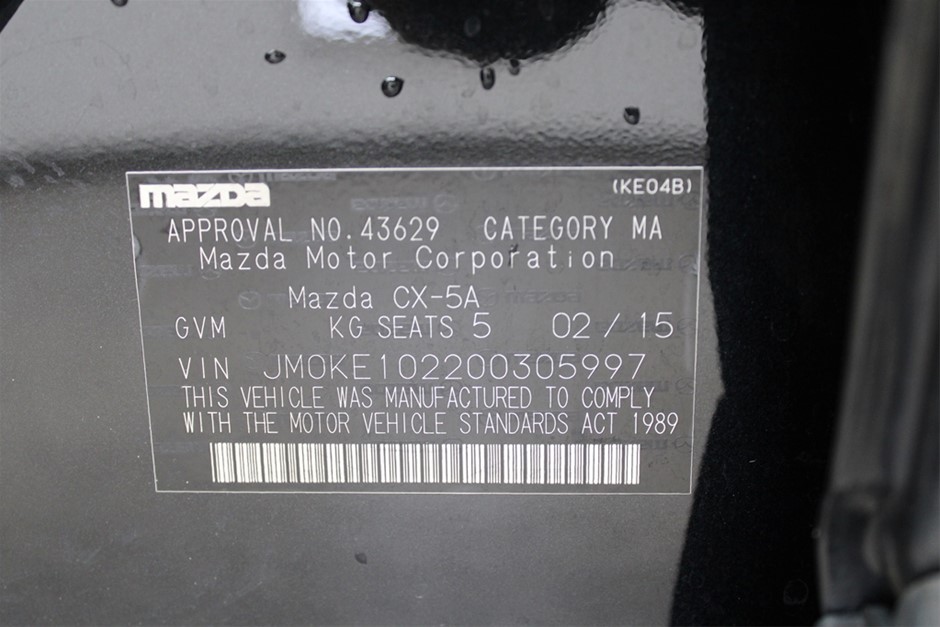 mazda (KE04B)
APPROVAL NO. 43629 CATEGORY MA
Mazda Motor Corporation
Mazda CX-5A
GVM KG SEATS 5 02 / 15
VIN JM0KE102200305997
THIS VEHICLE WAS MANUFACTURED TO COMPLY
WITH THE MOTOR VEHICLE STANDARDS ACT 1989